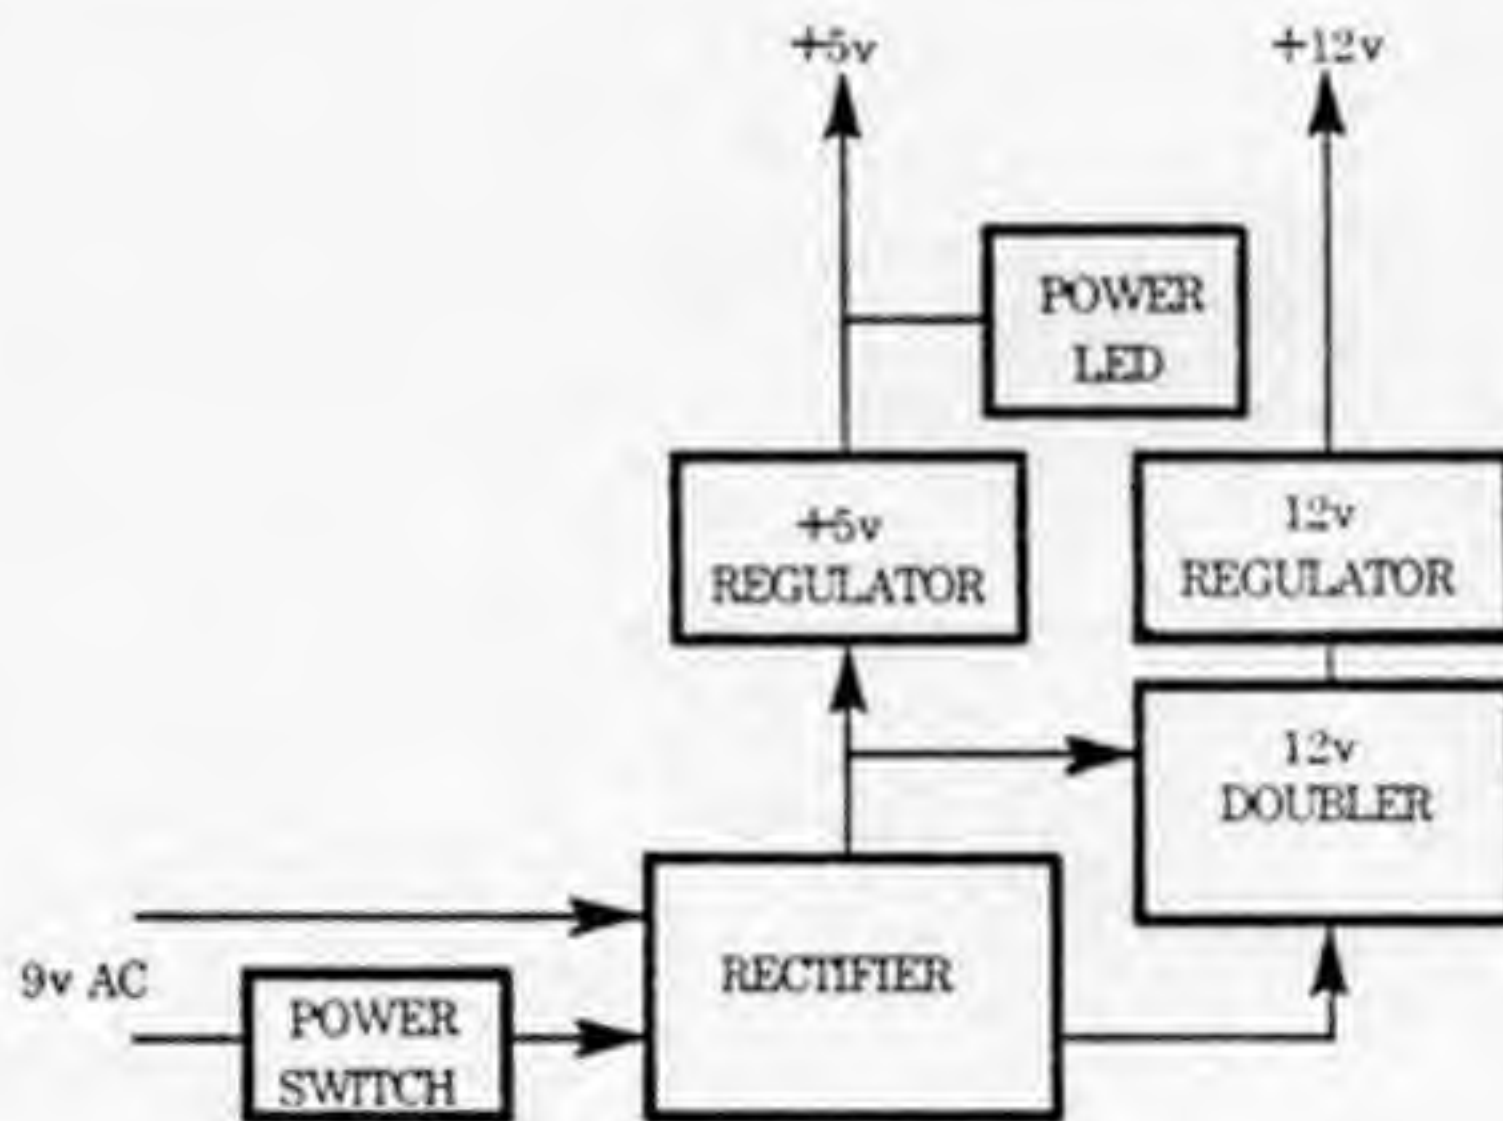 +5v
+12v
POWER
LED
+5v
REGULATOR
12v
REGULATOR
12v
DOUBLER
9v AC
POWER
SWITCH
RECTIFIER